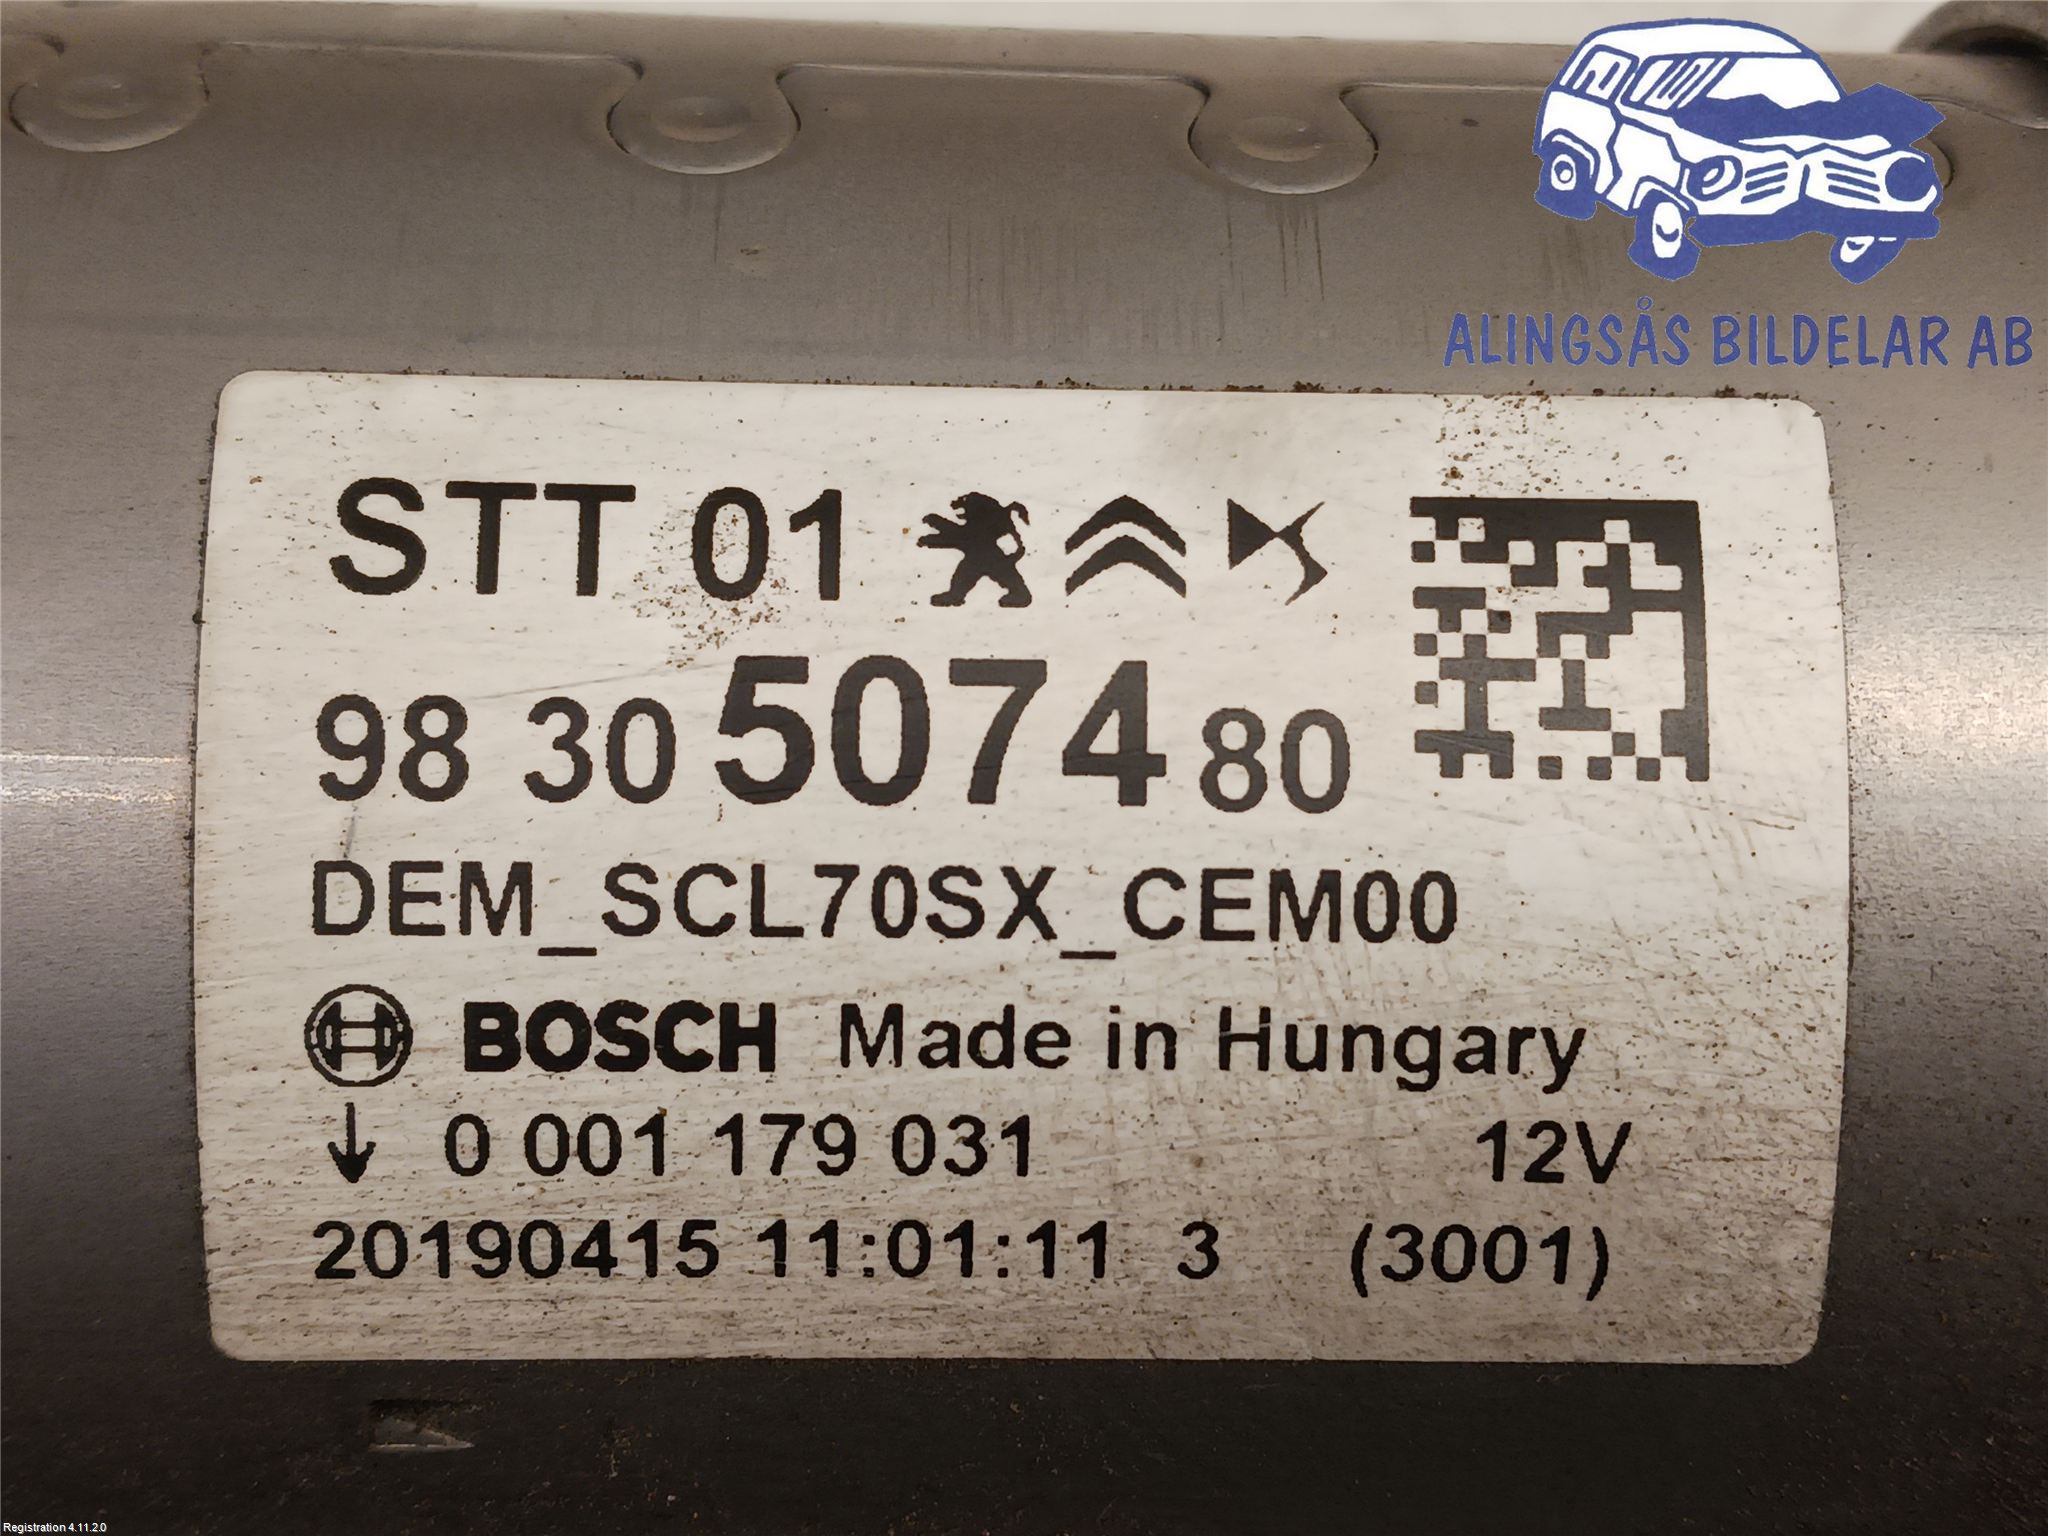 ALINGSÅS BILDELAR AB
STT 01
98 30 5074 80
DEM_SCL70SX_CEM00
BOSCH Made in Hungary
↓ 0 001 179 031 12V
20190415 11:01:11 3 (3001)
Registration 4.11.2.0